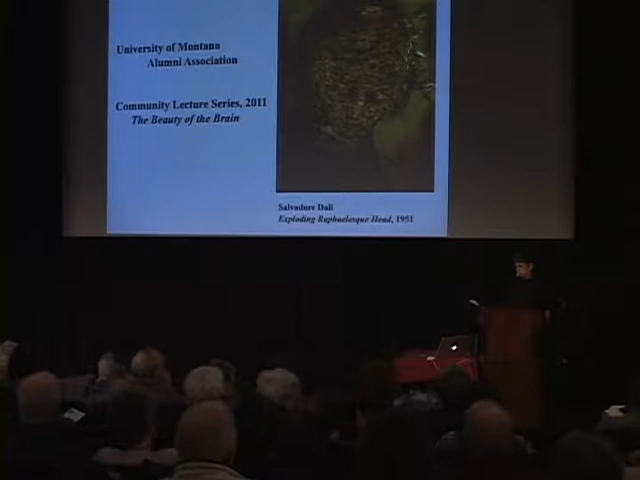 University of Montana
Alumni Association
Community Lecture Series, 2011
The Beauty of the Brain
Salvadore Dali
Exploding Raphaelesque Head, 1951